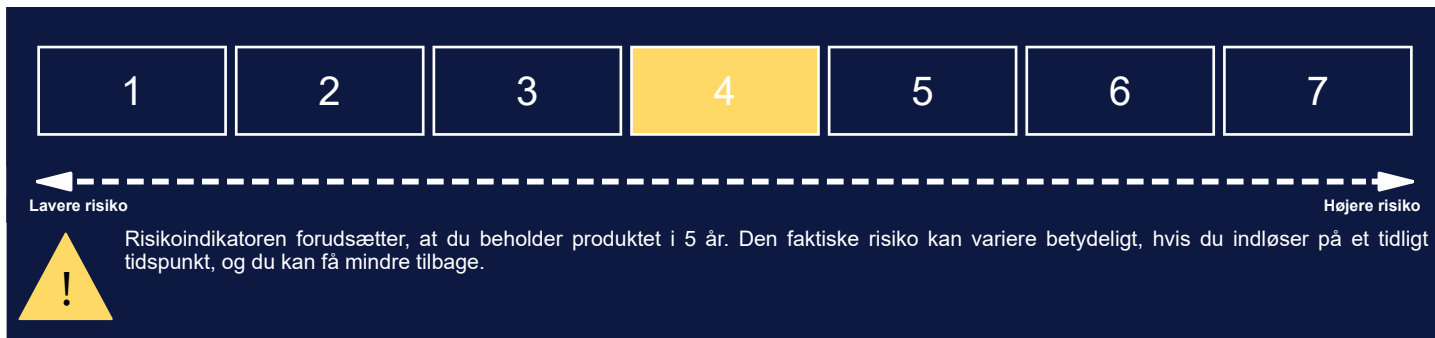 1 2 3 4 5 6 7
Lavere risiko Højere risiko
Risikoindikatoren forudsætter, at du beholder produktet i 5 år. Den faktiske risiko kan variere betydeligt, hvis du indløser på et tidligt
tidspunkt, og du kan få mindre tilbage.
!